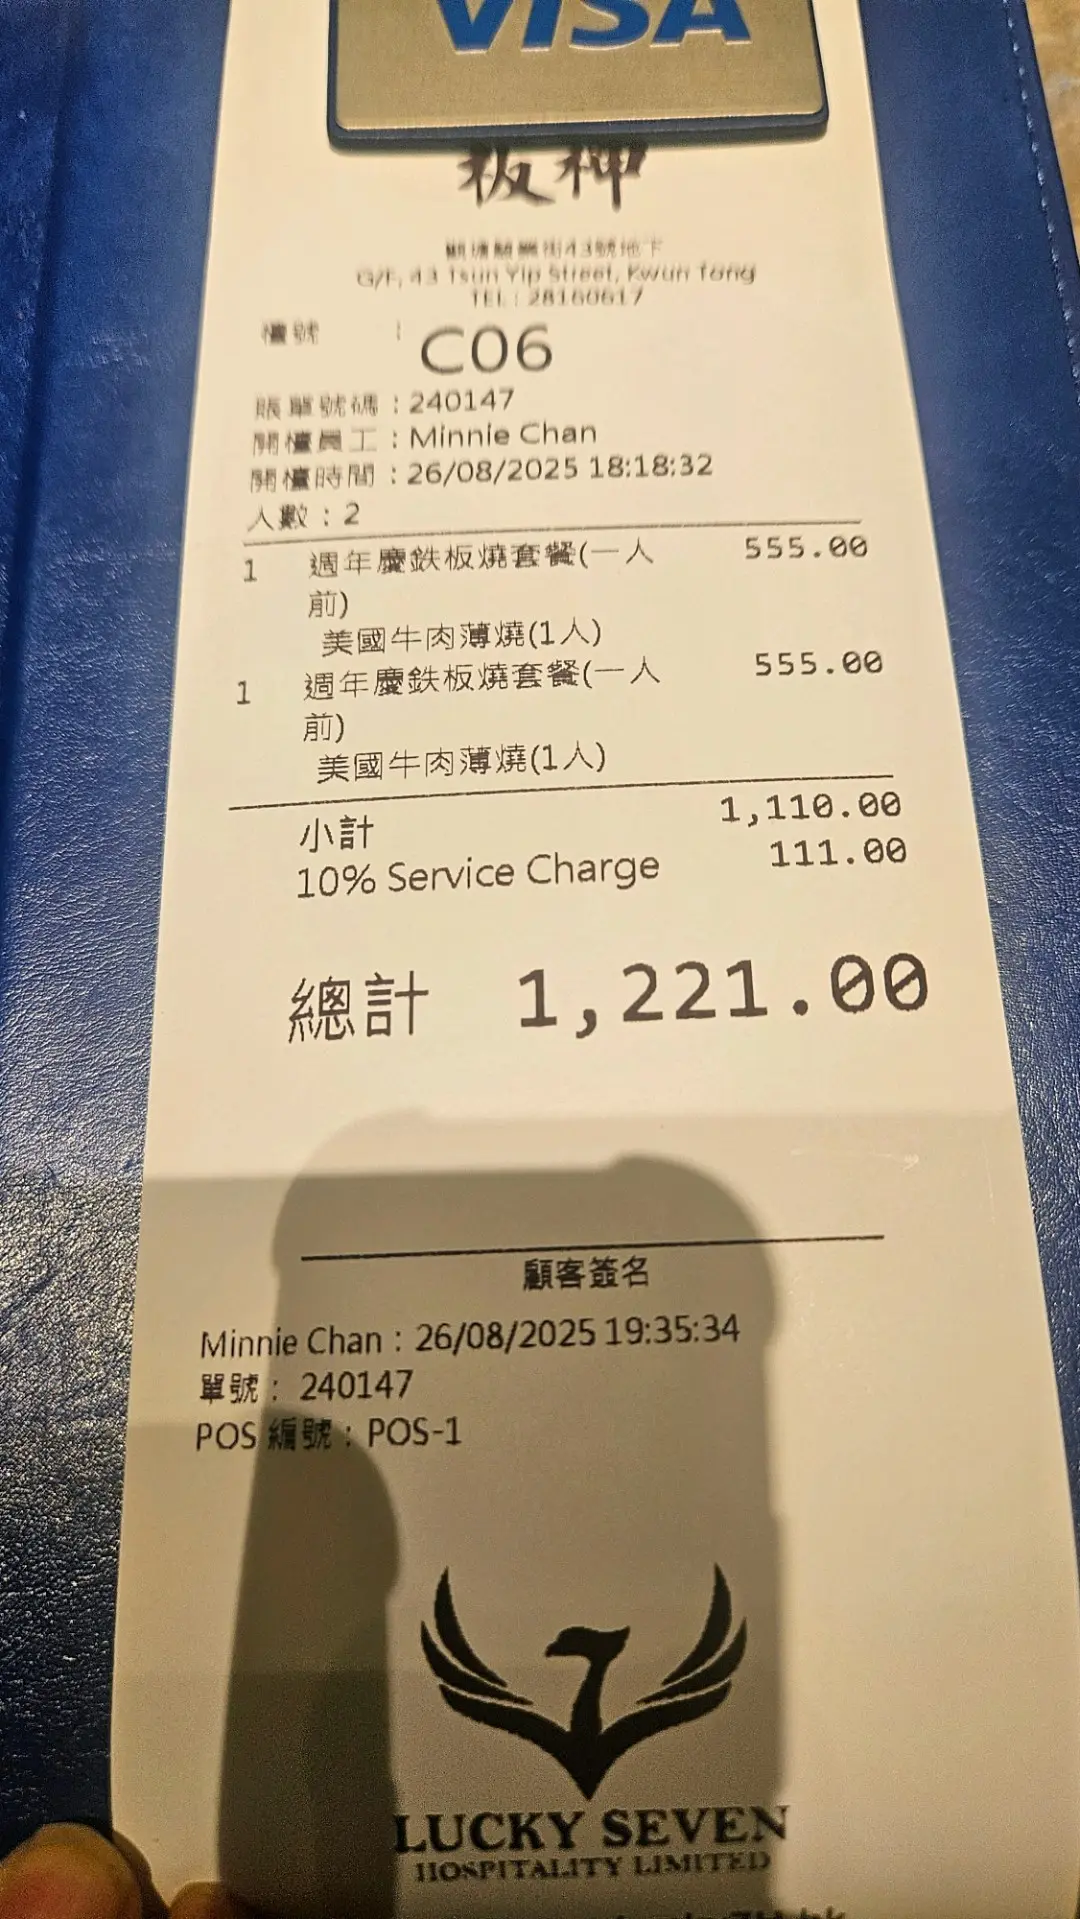 VISA
板神
觀塘駿業街43號地下
G/F, 43 Tsun Yip Street, Kwun Tong
TEL : 28160617
檯號 : C06
賬單號碼 : 240147
開檯員工 : Minnie Chan
開檯時間 : 26/08/2025 18:18:32
人數 : 2
1 週年慶鉄板燒套餐(一人 555.00
前)
美國牛肉薄燒(1人)
1 週年慶鉄板燒套餐(一人 555.00
前)
美國牛肉薄燒(1人)
小計 1,110.00
10% Service Charge 111.00
總計 1,221.00
顧客簽名
Minnie Chan : 26/08/2025 19:35:34
單號 : 240147
POS 編號 : POS-1
LUCKY SEVEN
HOSPITALITY LIMITED